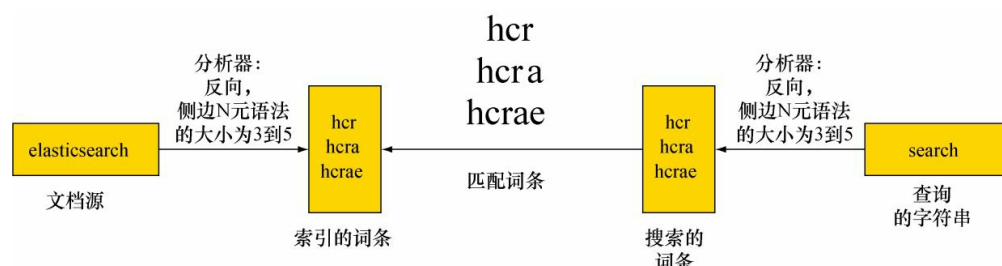 hcr
hcra
hcrae
分析器：
反向，
侧边N元语法
的大小为3到5
分析器：
反向，
侧边N元语法
的大小为3到5
elasticsearch
hcr
hcra
hcrae
匹配词条
hcr
hcra
hcrae
search
文档源
索引的词条
搜索的
词条
查询
的字符串